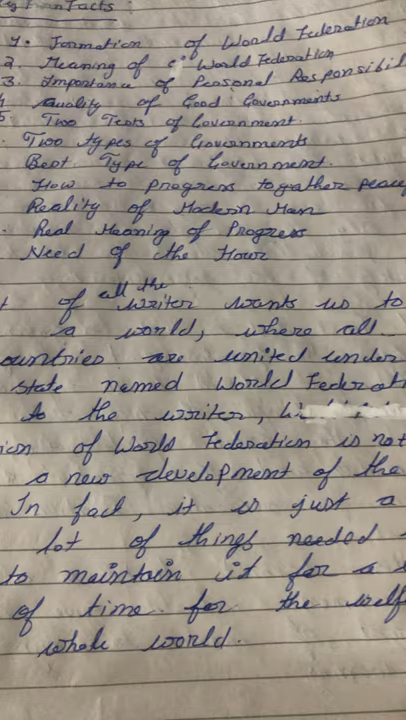 Facts:
1. Formation of World Federation
2. Meaning of World Federation
3. Importance of Personal Responsibil
4 Quality of Good Governments
5. Two Tests of Government.
Two types of Governments
Best Type of Government.
How to progress togather peace
Reality of Modern Man
Real Meaning of Progress
Need of the Hour
of all the writer wants us to
a world, where all
ountries are united under
state named World Federati
to the writer,
ion of World Federation is not
a new development of the
In fact, it is just a
lot of things needed
to maintain it for a
of time for the welf
whole world.